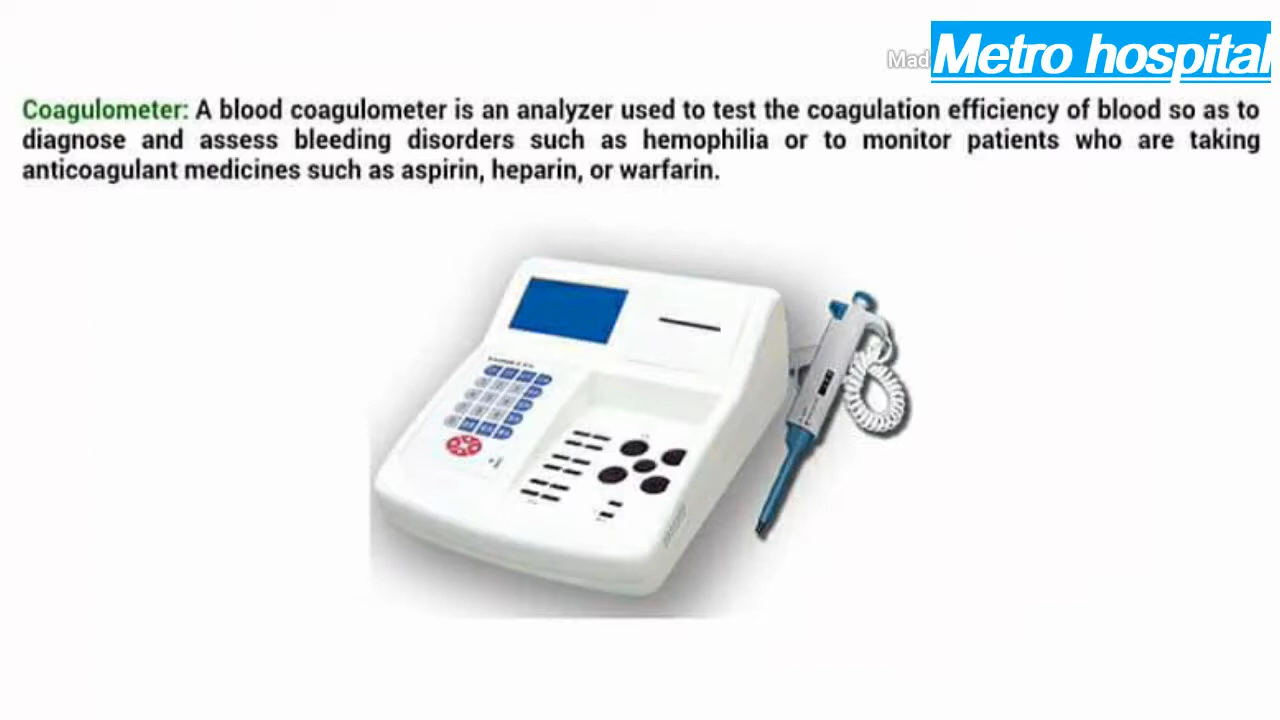 Mad
Metro hospital
Coagulometer: A blood coagulometer is an analyzer used to test the coagulation efficiency of blood so as to
diagnose and assess bleeding disorders such as hemophilia or to monitor patients who are taking
anticoagulant medicines such as aspirin, heparin, or warfarin.